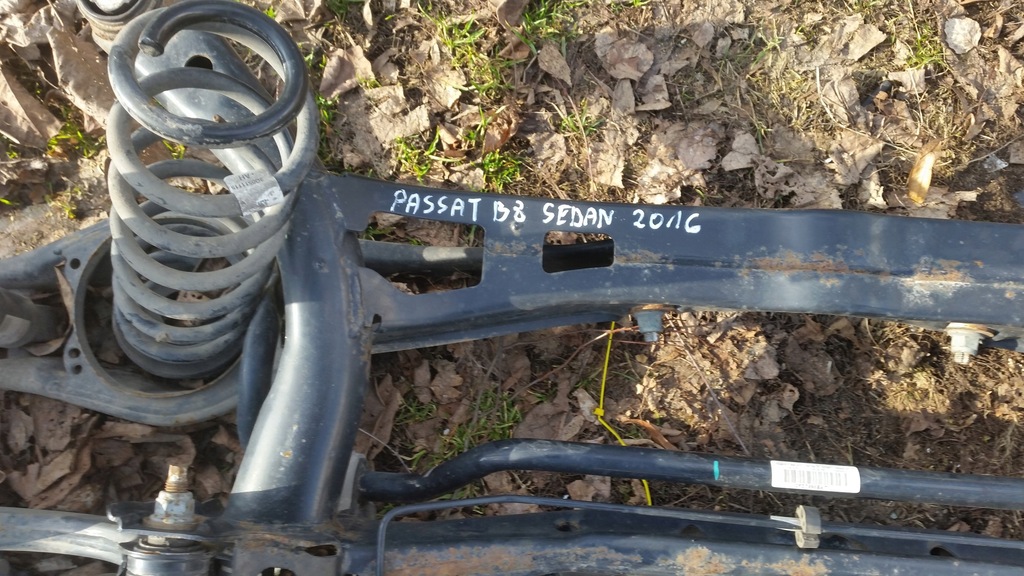 PASSAT B8 SEDAN 2016